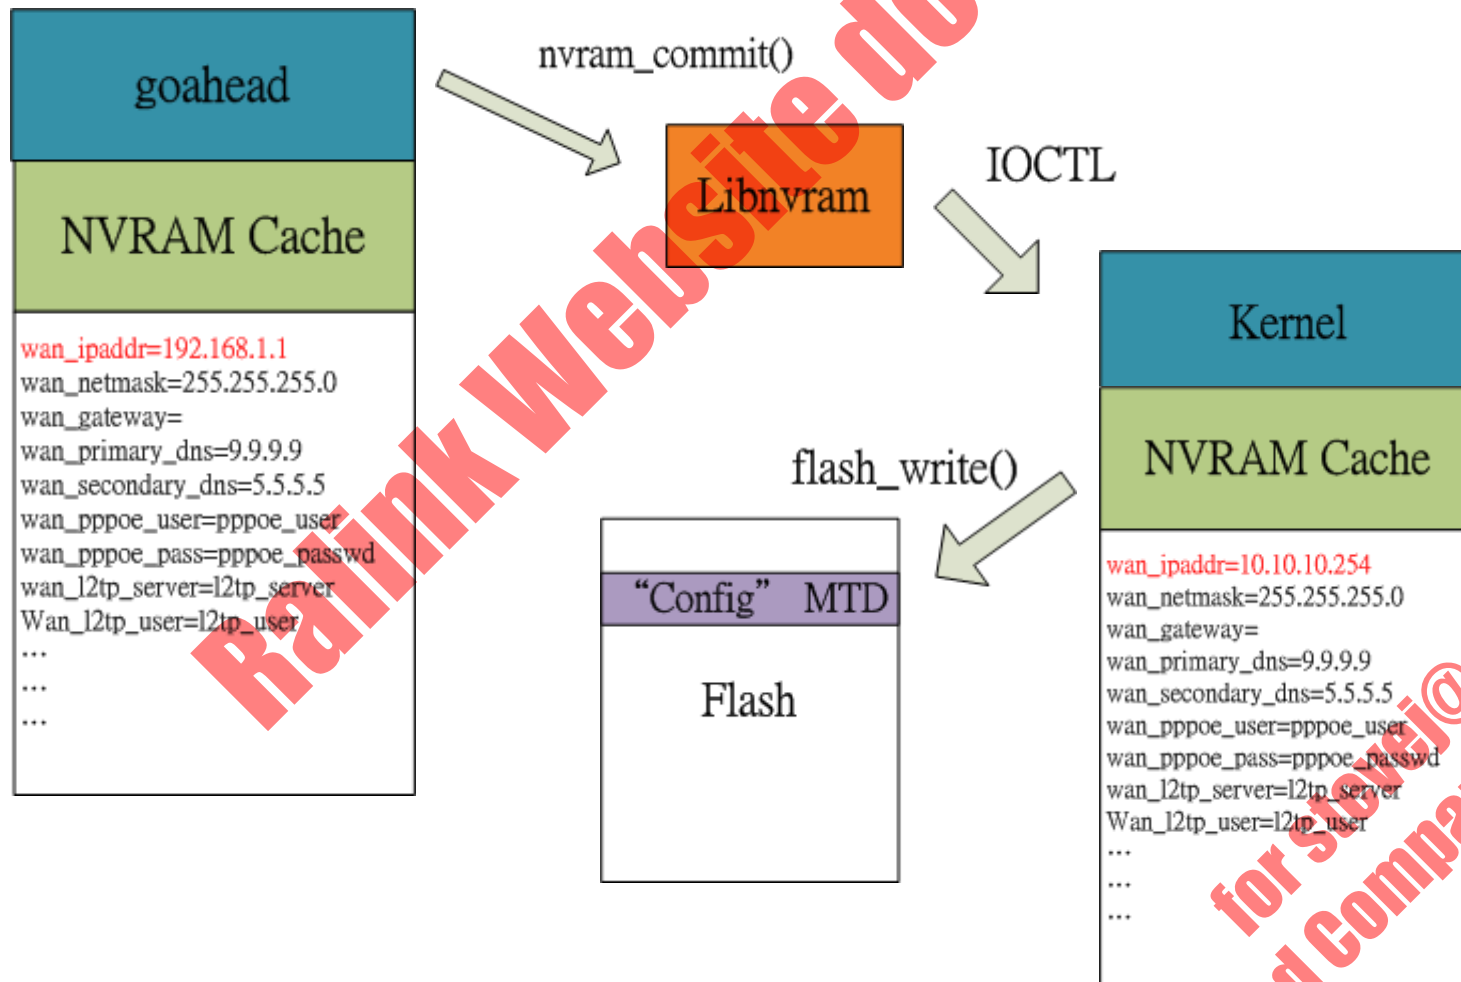 goahead
NVRAM Cache
wan_ipaddr=192.168.1.1
wan_netmask=255.255.255.0
wan_gateway=
wan_primary_dns=9.9.9.9
wan_secondary_dns=5.5.5.5
wan_pppoe_user=pppoe_user
wan_pppoe_pass=pppoe_passwd
wan_l2tp_server=l2tp_server
Wan_l2tp_user=l2tp_user
...
...
...
nvram_commit()
Libnvram
IOCTL
Kernel
NVRAM Cache
wan_ipaddr=10.10.10.254
wan_netmask=255.255.255.0
wan_gateway=
wan_primary_dns=9.9.9.9
wan_secondary_dns=5.5.5.5
wan_pppoe_user=pppoe_user
wan_pppoe_pass=pppoe_passwd
wan_l2tp_server=l2tp_server
Wan_l2tp_user=l2tp_user
...
...
...
flash_write()
“Config” MTD
Flash
Ralink Website
for stevej@